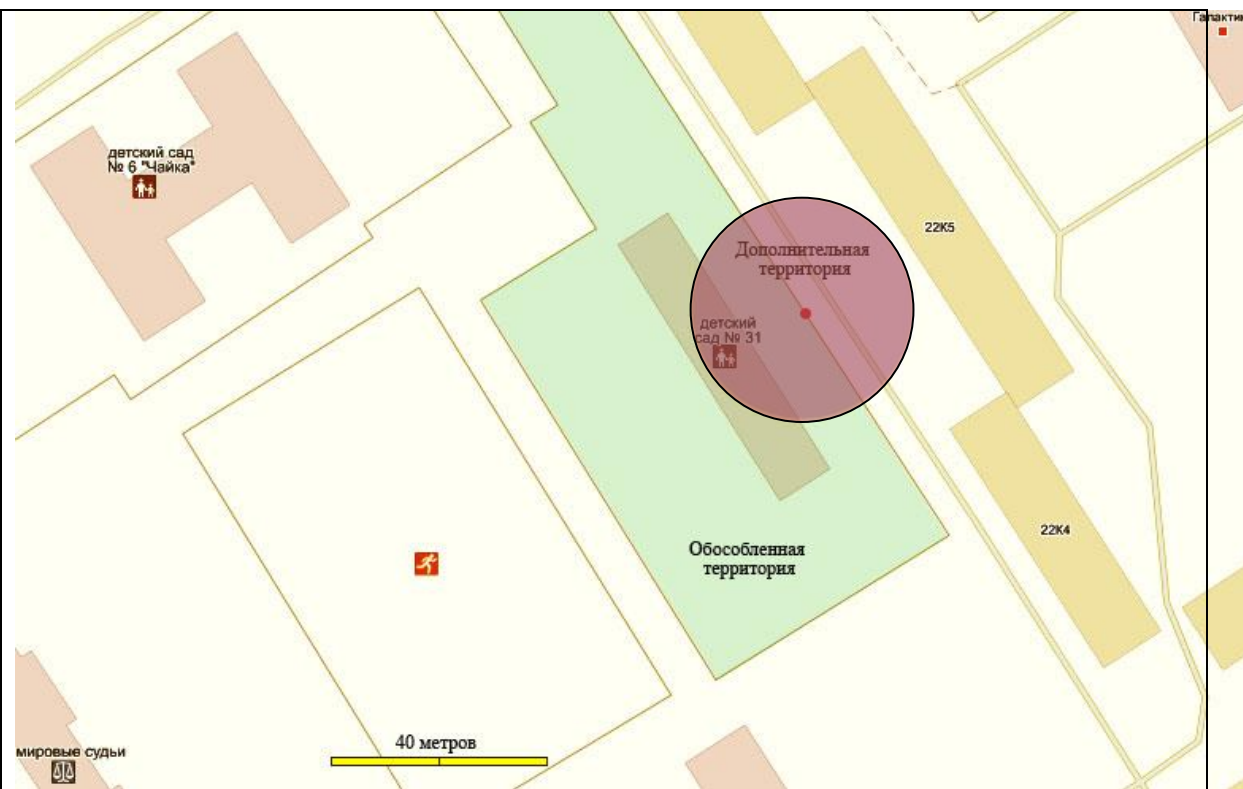 Галактик
детский сад
№ 6 "Чайка"
22К5
Дополнительная
территория
детский
сад № 31
22К4
Обособленная
территория
40 метров
мировые судьи